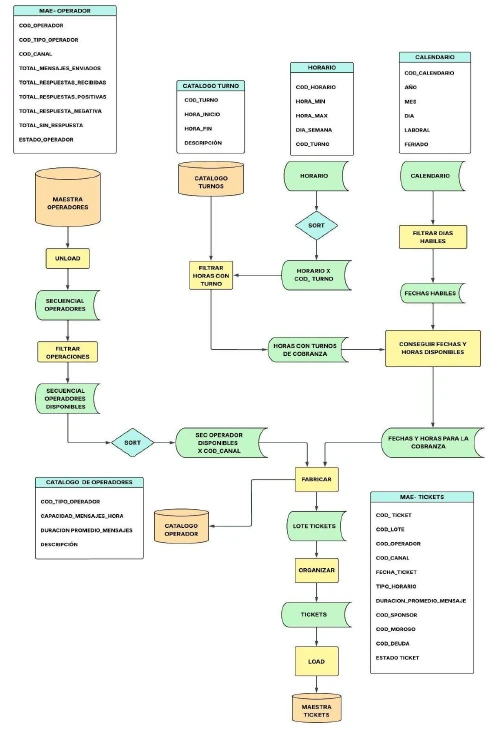 MAE- OPERADOR
COD_OPERADOR
COD_TIPO_OPERADOR
COD_CANAL
TOTAL_MENSAJES_ENVIADOS
TOTAL_RESPUESTAS_RECIBIDAS
TOTAL_RESPUESTAS_POSITIVAS
TOTAL_RESPUESTA_NEGATIVA
TOTAL_SIN_RESPUESTA
ESTADO_OPERADOR
CATALOGO TURNO
COD_TURNO
HORA_INICIO
HORA_FIN
DESCRIPCIÓN
HORARIO
COD_HORARIO
HORA_MIN
HORA_MAX
DIA_SEMANA
COD_TURNO
CALENDARIO
COD_CALENDARIO
AÑO
MES
DIA
LABORAL
FERIADO
MAESTRA
OPERADORES
CATALOGO
TURNOS
HORARIO
CALENDARIO
SORT
FILTRAR DIAS
HABILES
UNLOAD
FILTRAR
HORAS CON
TURNO
HORARIO X
COD_TURNO
SECUENCIAL
OPERADORES
FECHAS HABILES
FILTRAR
OPERACIONES
HORAS CON TURNOS
DE COBRANZA
CONSEGUIR FECHAS Y
HORAS DISPONIBLES
SECUENCIAL
OPERADORES
DISPONIBLES
SORT
SEC OPERADOR
DISPONIBLES
X COD_CANAL
FECHAS Y HORAS PARA LA
COBRANZA
CATALOGO DE OPERADORES
COD_TIPO_OPERADOR
CAPACIDAD_MENSAJES_HORA
DURACION PROMEDIO_MENSAJES
DESCRIPCIÓN
CATALOGO
OPERADOR
FABRICAR
LOTE TICKETS
ORGANIZAR
TICKETS
LOAD
MAESTRA
TICKETS
MAE- TICKETS
COD_ TICKET
COD_LOTE
COD_OPERADOR
COD_CANAL
FECHA_TICKET
TIPO_HORARIO
DURACION_PROMEDIO_MENSAJE
COD_SPONSOR
COD_MOROGO
COD_DEUDA
ESTADO TICKET